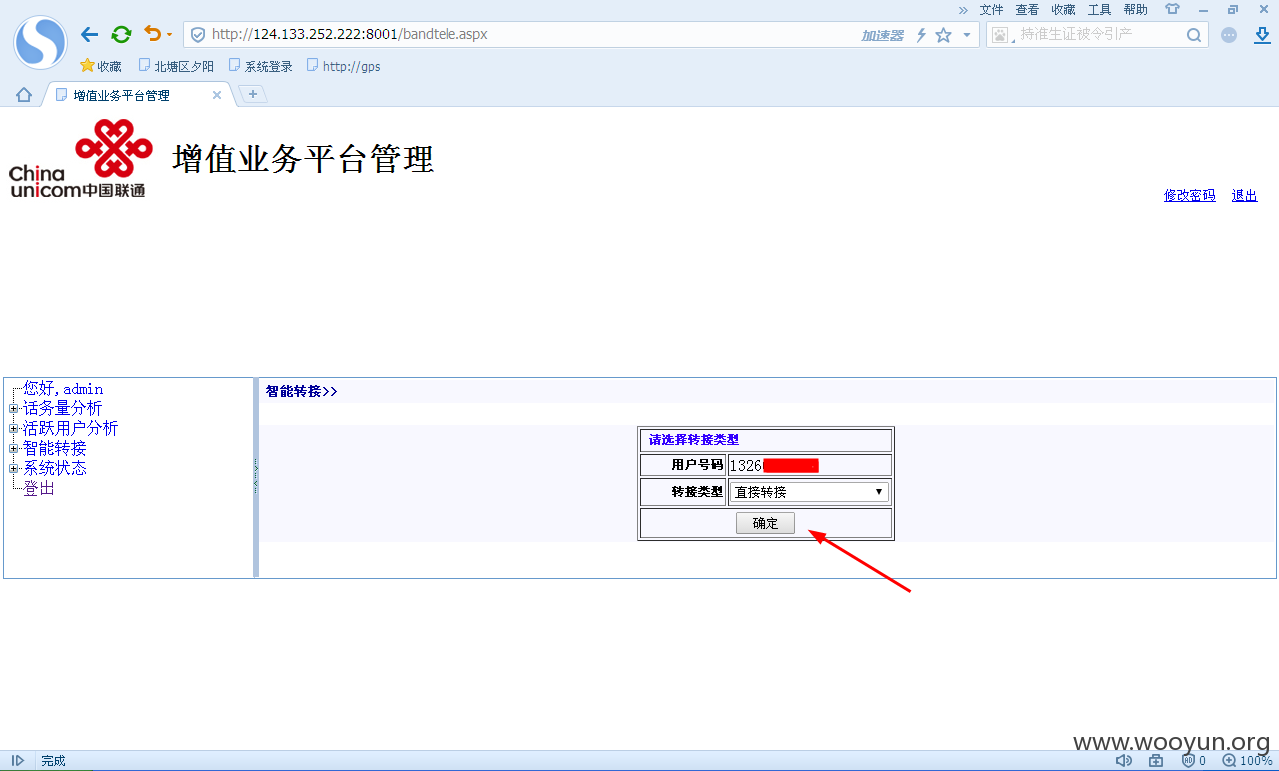 » 文件 查看 收藏 工具 帮助
http://124.133.252.222:8001/bandtele.aspx 加速器 持准生证被令引产
收藏 北塘区夕阳 系统登录 http://gps
增值业务平台管理
China unicom中国联通
增值业务平台管理
修改密码 退出
您好,admin
话务量分析
活跃用户分析
智能转接
系统状态
登出
智能转接>>
请选择转接类型
用户号码 1326
转接类型 直接转接
确定
www.wooyun.org
完成 0 100%